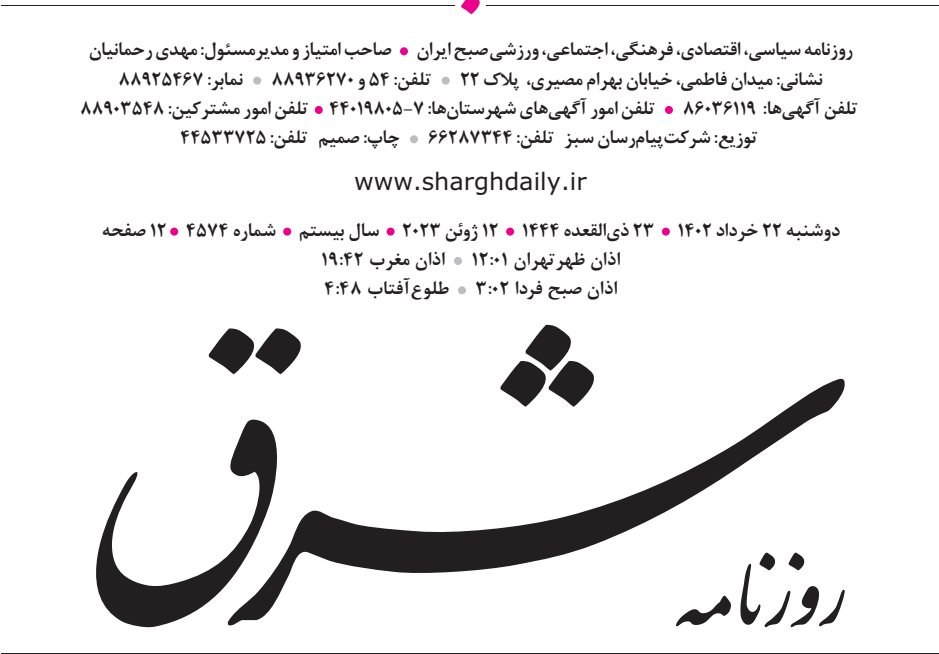 روزنامه سیاسی، اقتصادی، فرهنگی، اجتماعی، ورزشی صبح ایران ● صاحب امتیاز و مدیرمسئول: مهدی رحمانیان
نشانی: میدان فاطمی، خیابان بهرام مصیری، پلاک ۲۲ ● تلفن: ۵۴ و ۸۸۹۳۶۲۷۰ ● نمابر: ۸۸۹۲۵۴۶۷
تلفن آگهی‌ها: ۸۶۰۳۶۱۱۹ ● تلفن امور آگهی‌های شهرستان‌ها: ۷-۴۴۰۱۹۸۰۵ ● تلفن امور مشترکین: ۸۸۹۰۳۵۴۸
توزیع: شرکت پیام‌رسان سبز تلفن: ۶۶۲۸۷۳۴۴ ● چاپ: صمیم تلفن: ۴۴۵۳۳۷۲۵
www.sharghdaily.ir
دوشنبه ۲۲ خرداد ۱۴۰۲ ● ۲۳ ذی‌القعده ۱۴۴۴ ● ۱۲ ژوئن ۲۰۲۳ ● سال بیستم ● شماره ۴۵۷۴ ● ۱۲ صفحه
اذان ظهر تهران ۱۲:۰۱ ● اذان مغرب ۱۹:۴۲
اذان صبح فردا ۳:۰۲ ● طلوع آفتاب ۴:۴۸
روزنامه
شرق